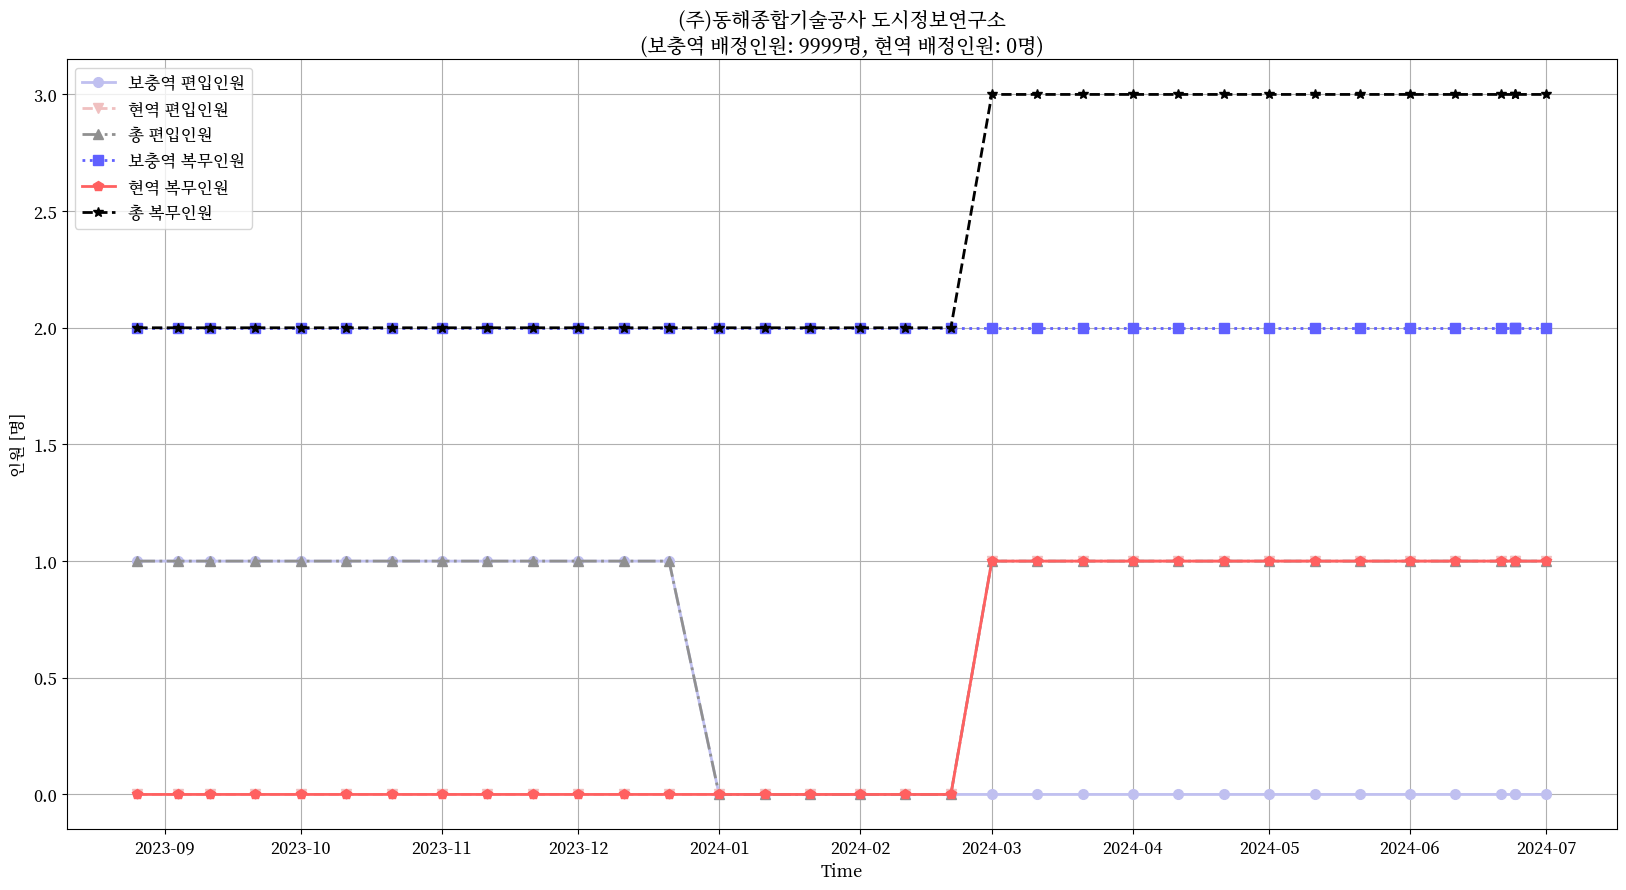 (주)동해종합기술공사 도시정보연구소
(보충역 배정인원: 9999명, 현역 배정인원: 0명)
보충역 편입인원
현역 편입인원
총 편입인원
보충역 복무인원
현역 복무인원
총 복무인원
인원 [명]
3.0
2.5
2.0
1.5
1.0
0.5
0.0
2023-09
2023-10
2023-11
2023-12
2024-01
2024-02
2024-03
2024-04
2024-05
2024-06
2024-07
Time